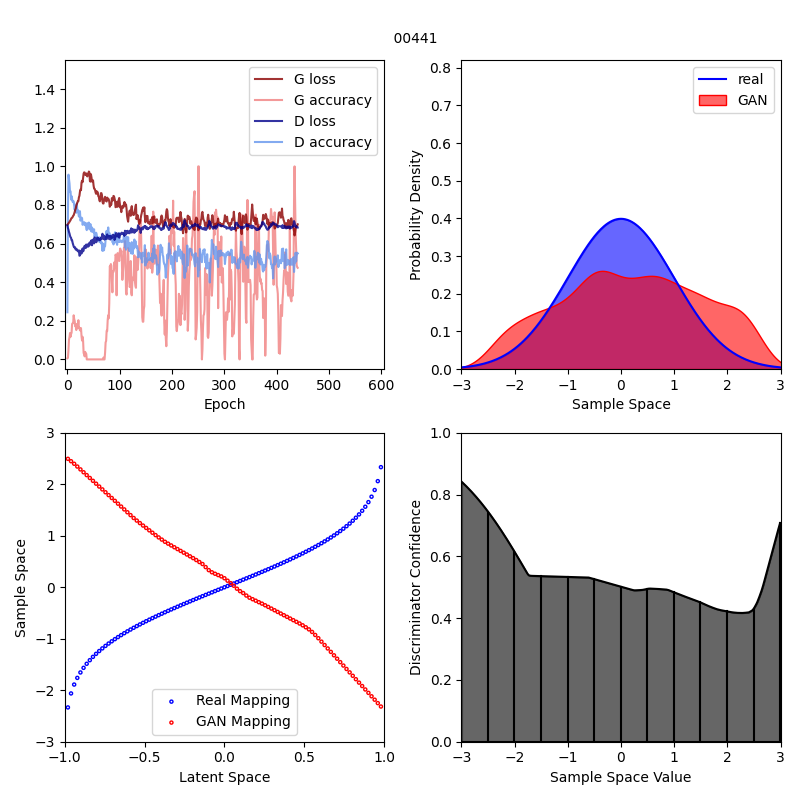 00441
G loss
G accuracy
D loss
D accuracy
1.4
1.2
1.0
0.8
0.6
0.4
0.2
0.0
0 100 200 300 400 500 600
Epoch
real
GAN
Probability Density
0.8
0.7
0.6
0.5
0.4
0.3
0.2
0.1
0.0
−3 −2 −1 0 1 2 3
Sample Space
Sample Space
3
2
1
0
−1
−2
−3
Real Mapping
GAN Mapping
−1.0 −0.5 0.0 0.5 1.0
Latent Space
Discriminator Confidence
1.0
0.8
0.6
0.4
0.2
0.0
−3 −2 −1 0 1 2 3
Sample Space Value